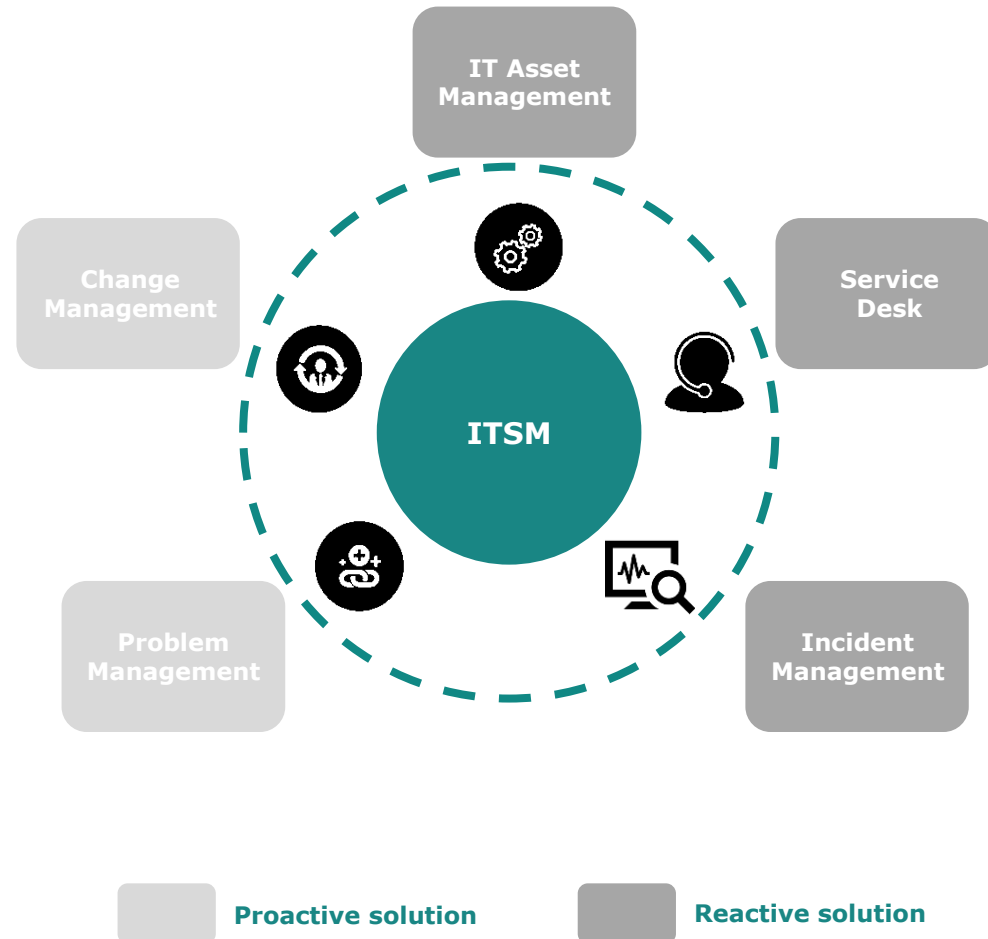 IT Asset
Management
Change
Management
Service
Desk
ITSM
Problem
Management
Incident
Management
Proactive solution
Reactive solution